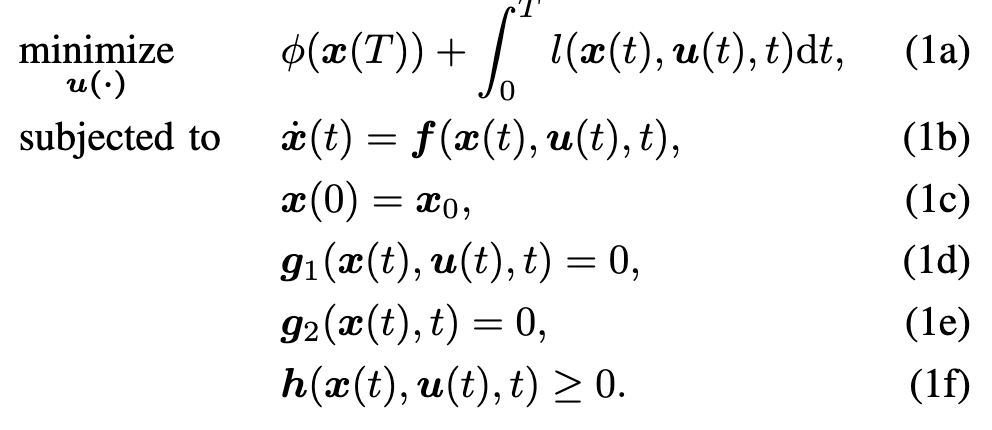 minimize u(·) ϕ(x(T)) + ∫₀ᵀ l(x(t), u(t), t)dt, (1a)
subjected to ẋ(t) = f(x(t), u(t), t), (1b)
x(0) = x₀, (1c)
g₁(x(t), u(t), t) = 0, (1d)
g₂(x(t), t) = 0, (1e)
h(x(t), u(t), t) ≥ 0. (1f)